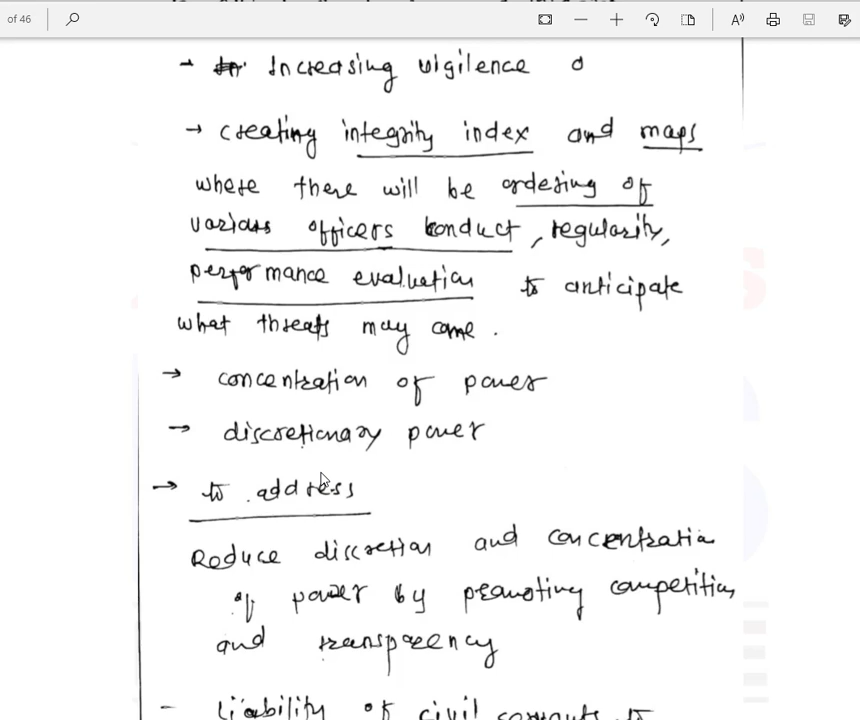 of 46
→ Increasing vigilence
→ creating integrity index and maps
where there will be ordering of
various officers conduct, regularity,
performance evaluation to anticipate
what threats may come.
→ concentration of power
→ discretionary power
→ to address
Reduce discretion and concentration
of power by promoting competition
and transparency
- Liability of civil servants to